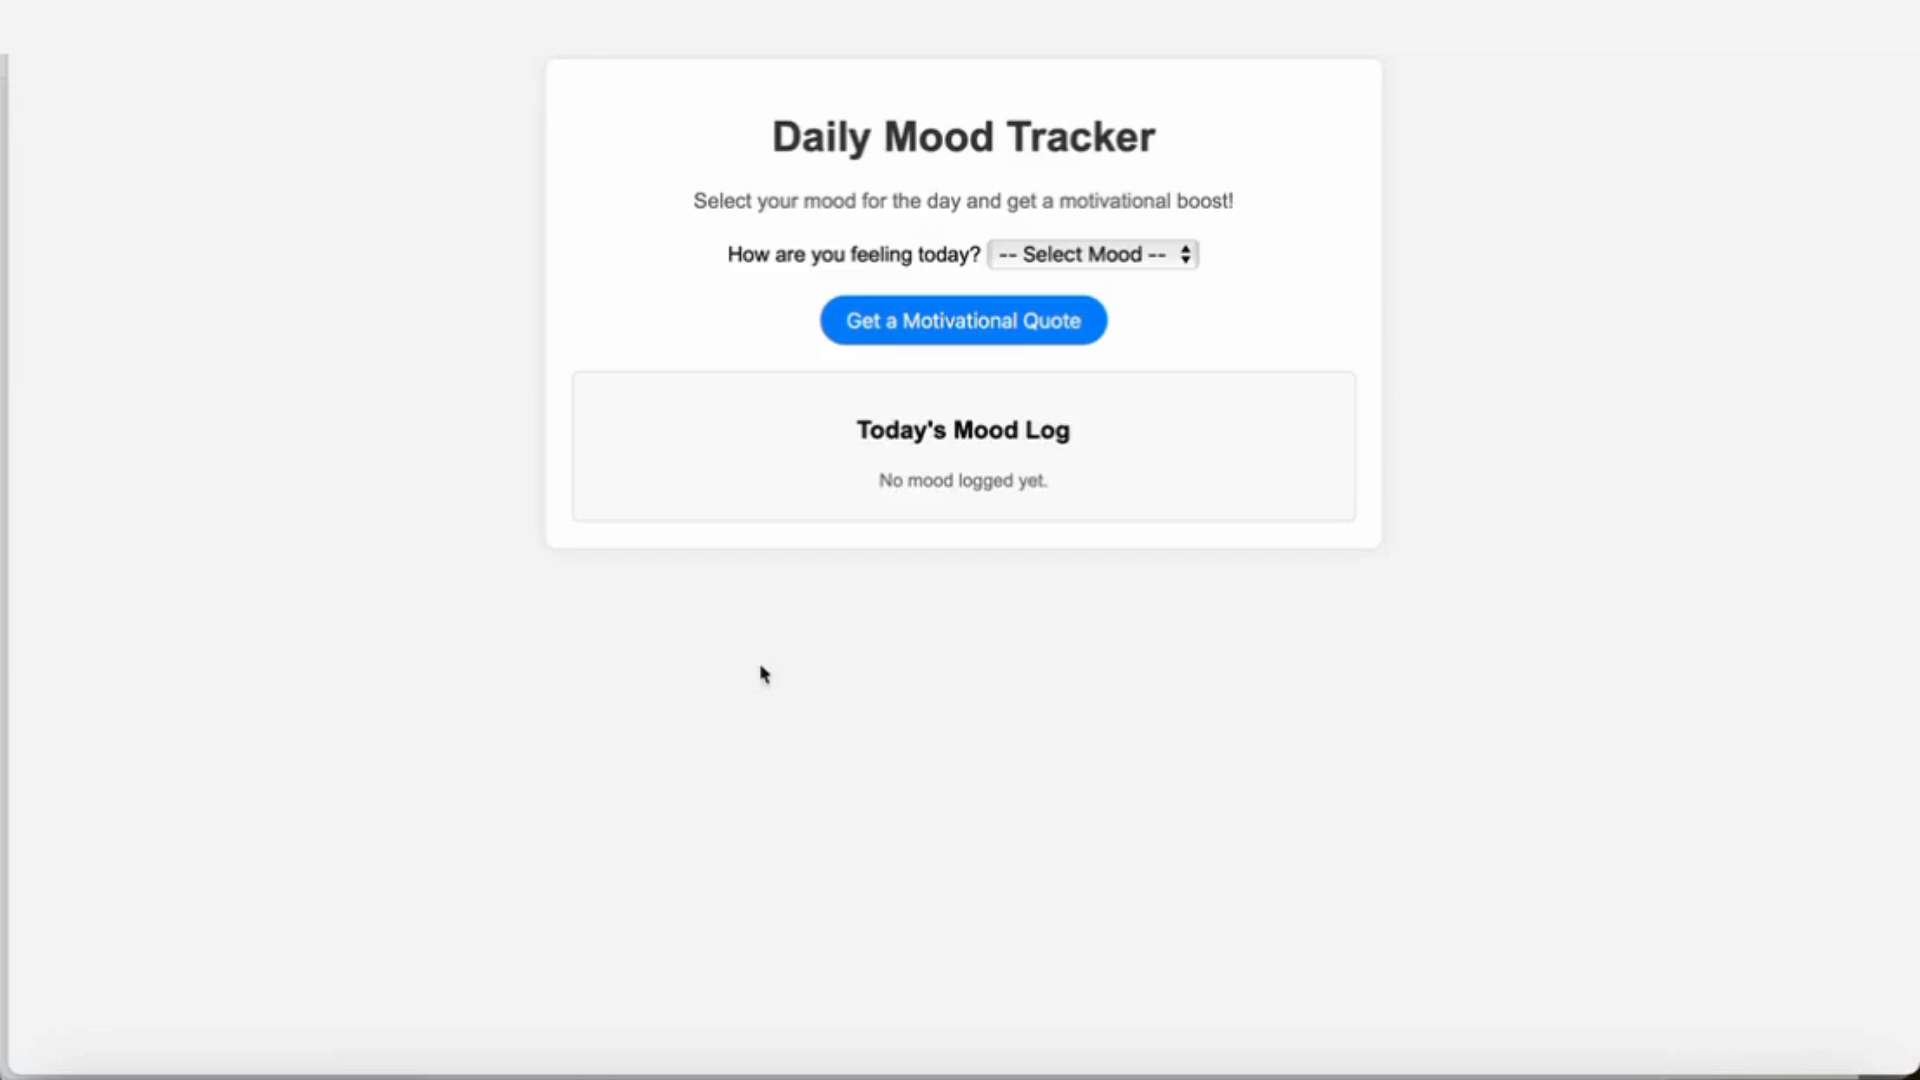 Daily Mood Tracker
Select your mood for the day and get a motivational boost!
How are you feeling today? -- Select Mood --
Get a Motivational Quote
Today's Mood Log
No mood logged yet.